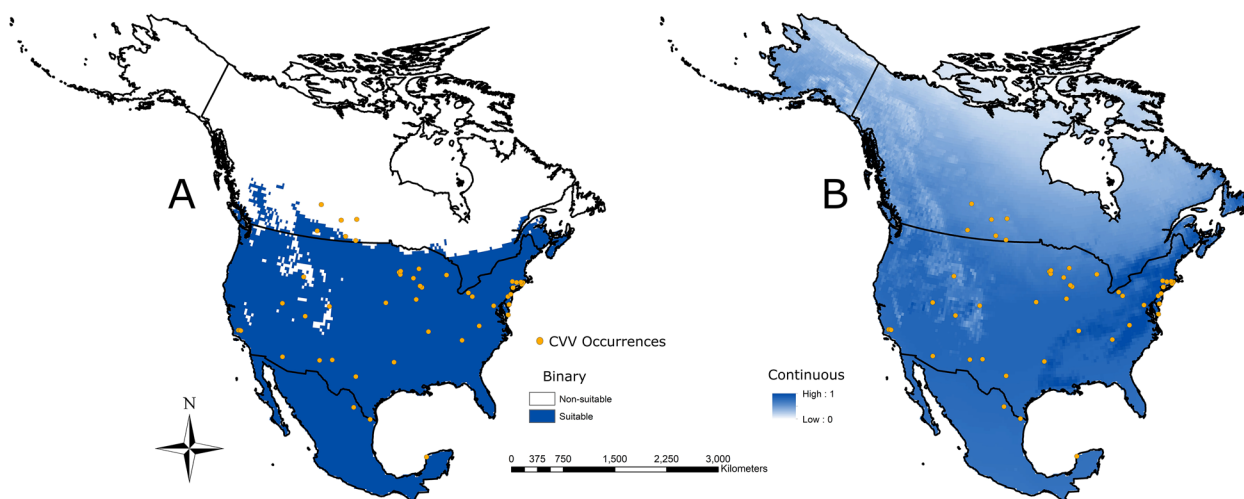 A
B
CVV Occurrences
Binary
Non-suitable
Suitable
Continuous
High : 1
Low : 0
N
0 375 750 1,500 2,250 3,000
Kilometers